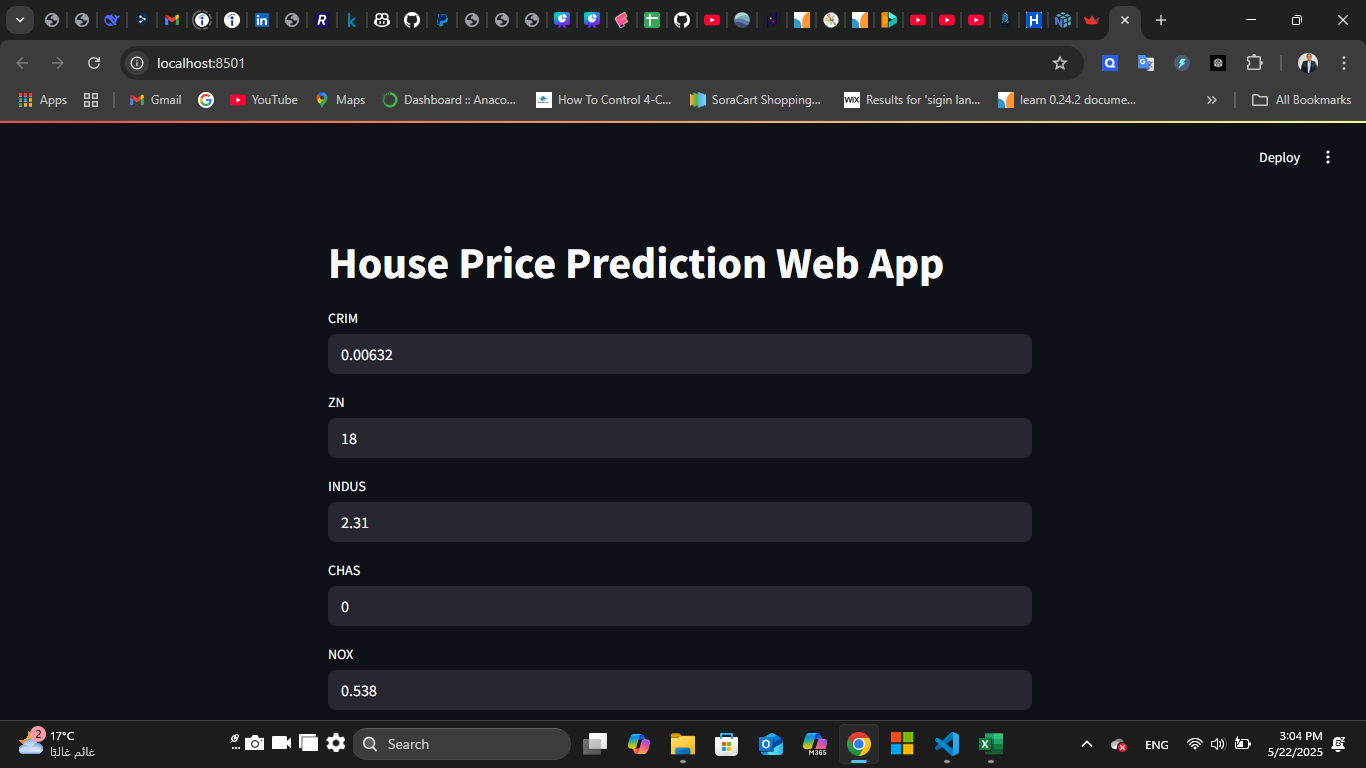 localhost:8501
Apps
Gmail
YouTube
Maps
Dashboard :: Anaco...
How To Control 4-C...
SoraCart Shopping...
WIX
Results for 'sigin lan...
learn 0.24.2 docume...
All Bookmarks
Deploy
House Price Prediction Web App
CRIM
0.00632
ZN
18
INDUS
2.31
CHAS
0
NOX
0.538
2
17°C
غائم غالبًا
Search
M365
ENG
3:04 PM
5/22/2025